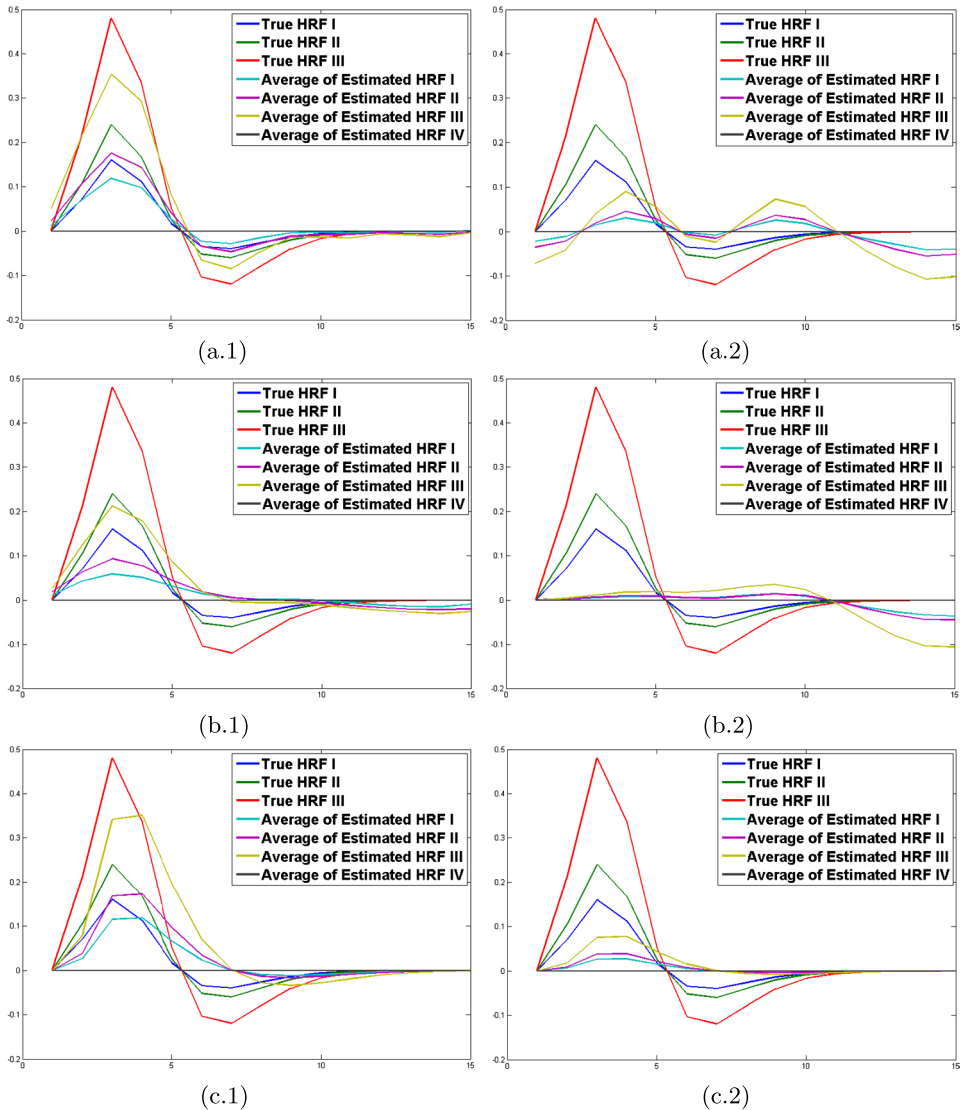 0.5
0.4
0.3
0.2
0.1
0
-0.1
-0.2
0
5
10
15
True HRF I
True HRF II
True HRF III
Average of Estimated HRF I
Average of Estimated HRF II
Average of Estimated HRF III
Average of Estimated HRF IV
(a.1)
0.5
0.4
0.3
0.2
0.1
0
-0.1
-0.2
0
5
10
15
True HRF I
True HRF II
True HRF III
Average of Estimated HRF I
Average of Estimated HRF II
Average of Estimated HRF III
Average of Estimated HRF IV
(a.2)
0.5
0.4
0.3
0.2
0.1
0
-0.1
-0.2
0
5
10
15
True HRF I
True HRF II
True HRF III
Average of Estimated HRF I
Average of Estimated HRF II
Average of Estimated HRF III
Average of Estimated HRF IV
(b.1)
0.5
0.4
0.3
0.2
0.1
0
-0.1
-0.2
0
5
10
15
True HRF I
True HRF II
True HRF III
Average of Estimated HRF I
Average of Estimated HRF II
Average of Estimated HRF III
Average of Estimated HRF IV
(b.2)
0.5
0.4
0.3
0.2
0.1
0
-0.1
-0.2
0
5
10
15
True HRF I
True HRF II
True HRF III
Average of Estimated HRF I
Average of Estimated HRF II
Average of Estimated HRF III
Average of Estimated HRF IV
(c.1)
0.5
0.4
0.3
0.2
0.1
0
-0.1
-0.2
0
5
10
15
True HRF I
True HRF II
True HRF III
Average of Estimated HRF I
Average of Estimated HRF II
Average of Estimated HRF III
Average of Estimated HRF IV
(c.2)